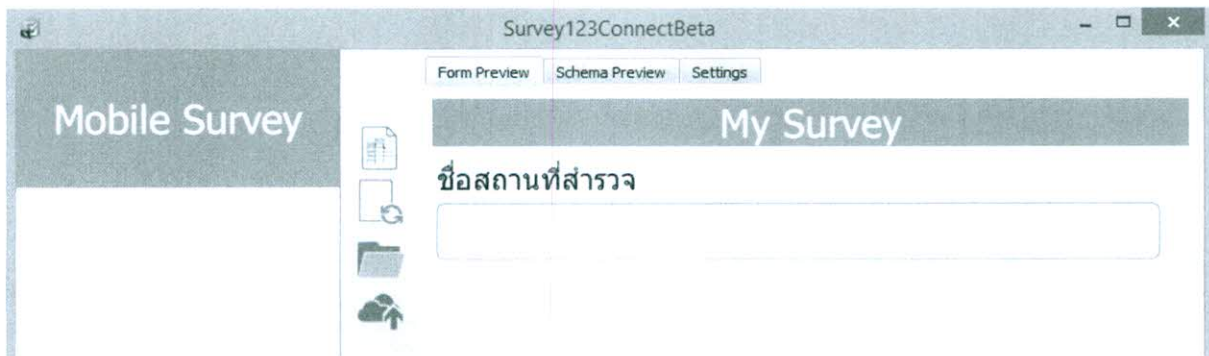 Survey123ConnectBeta
Form Preview Schema Preview Settings
Mobile Survey
My Survey
ชื่อสถานที่สำรวจ